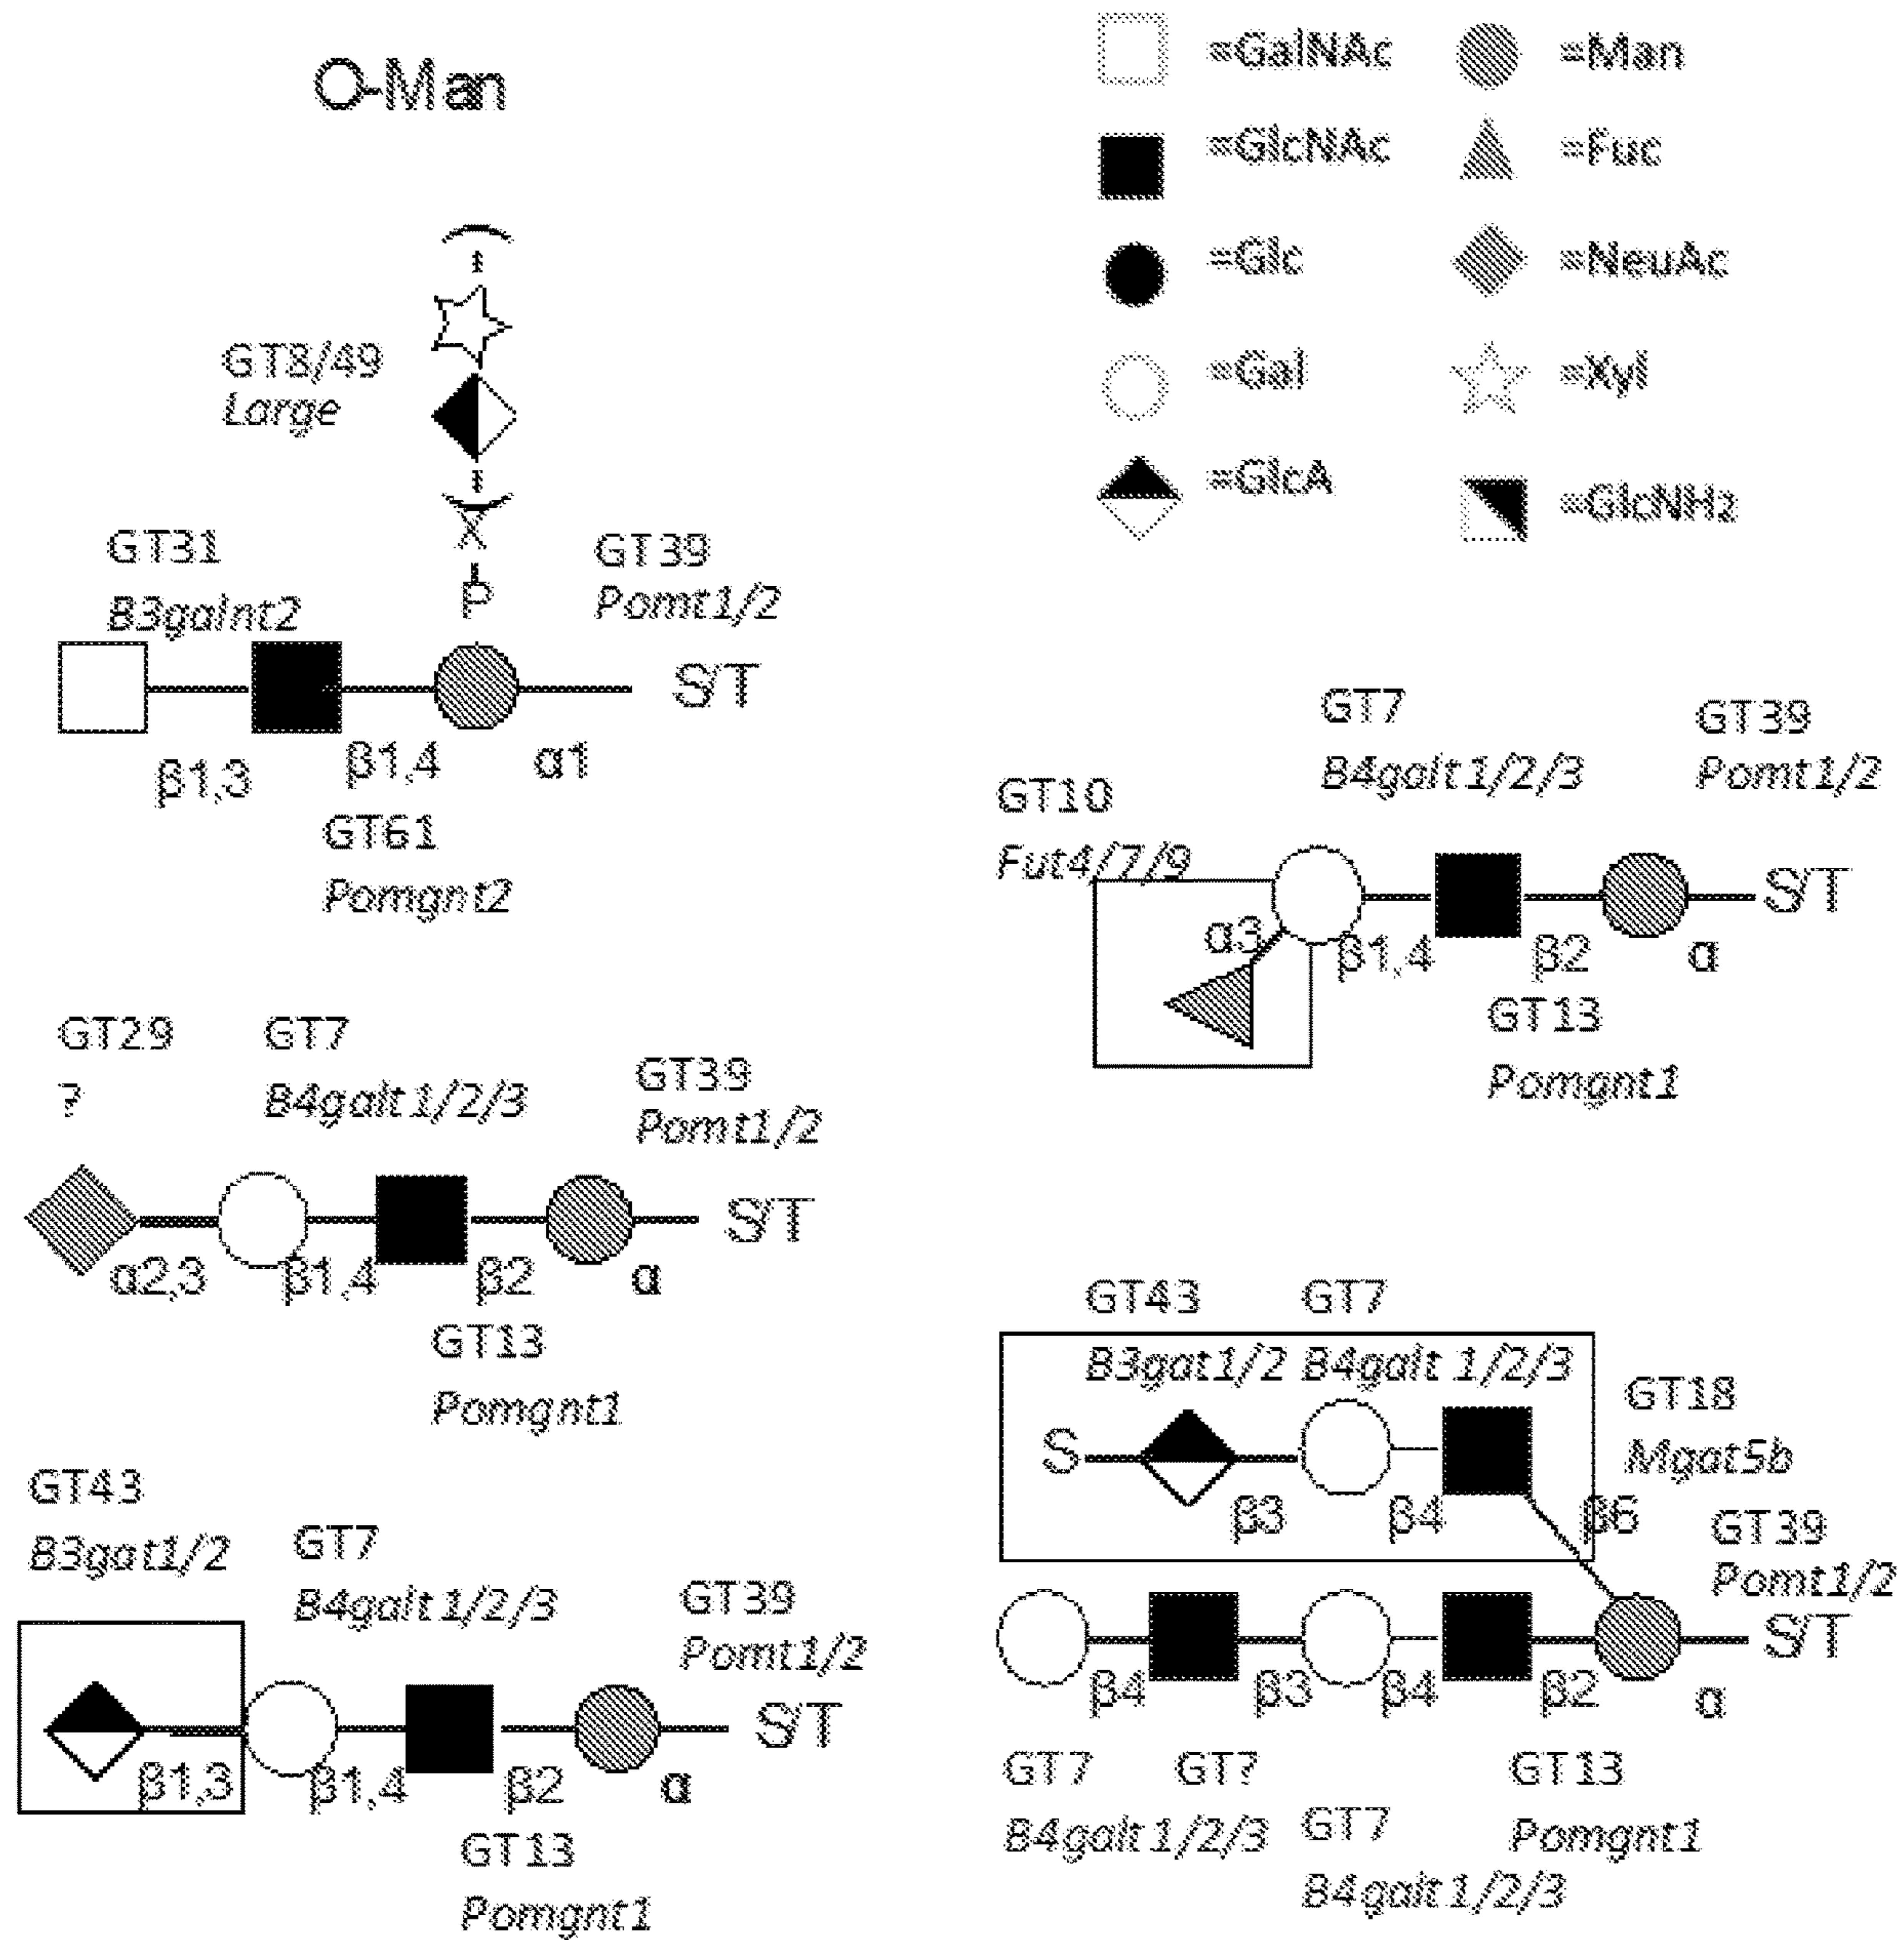 O-Man
=GalNAc
=Man
=GlcNAc
=Fuc
=Glc
=NeuAc
=Gal
=Xyl
=GlcA
=GlcNH2
GT8/49
Large
X
P
GT31
B3galnt2
GT39
Pomt1/2
S/T
β1,3
β1,4
α1
GT61
Pomgnt2
GT7
B4galt1/2/3
GT39
Pomt1/2
GT10
Fut4/7/9
S/T
α3
β1,4
β2
α
GT13
Pomgnt1
GT29
?
GT7
B4galt1/2/3
GT39
Pomt1/2
S/T
α2,3
β1,4
β2
α
GT13
Pomgnt1
GT43
B3gat1/2
GT7
B4galt1/2/3
GT39
Pomt1/2
S/T
β1,3
β1,4
β2
α
GT13
Pomgnt1
GT43
GT7
B3gat1/2
B4galt 1/2/3
GT18
Mgat5b
S
β3
β4
β6
GT39
Pomt1/2
S/T
β4
β3
β4
β2
α
GT7
GT?
GT13
B4galt1/2/3
GT7
Pomgnt1
B4galt1/2/3